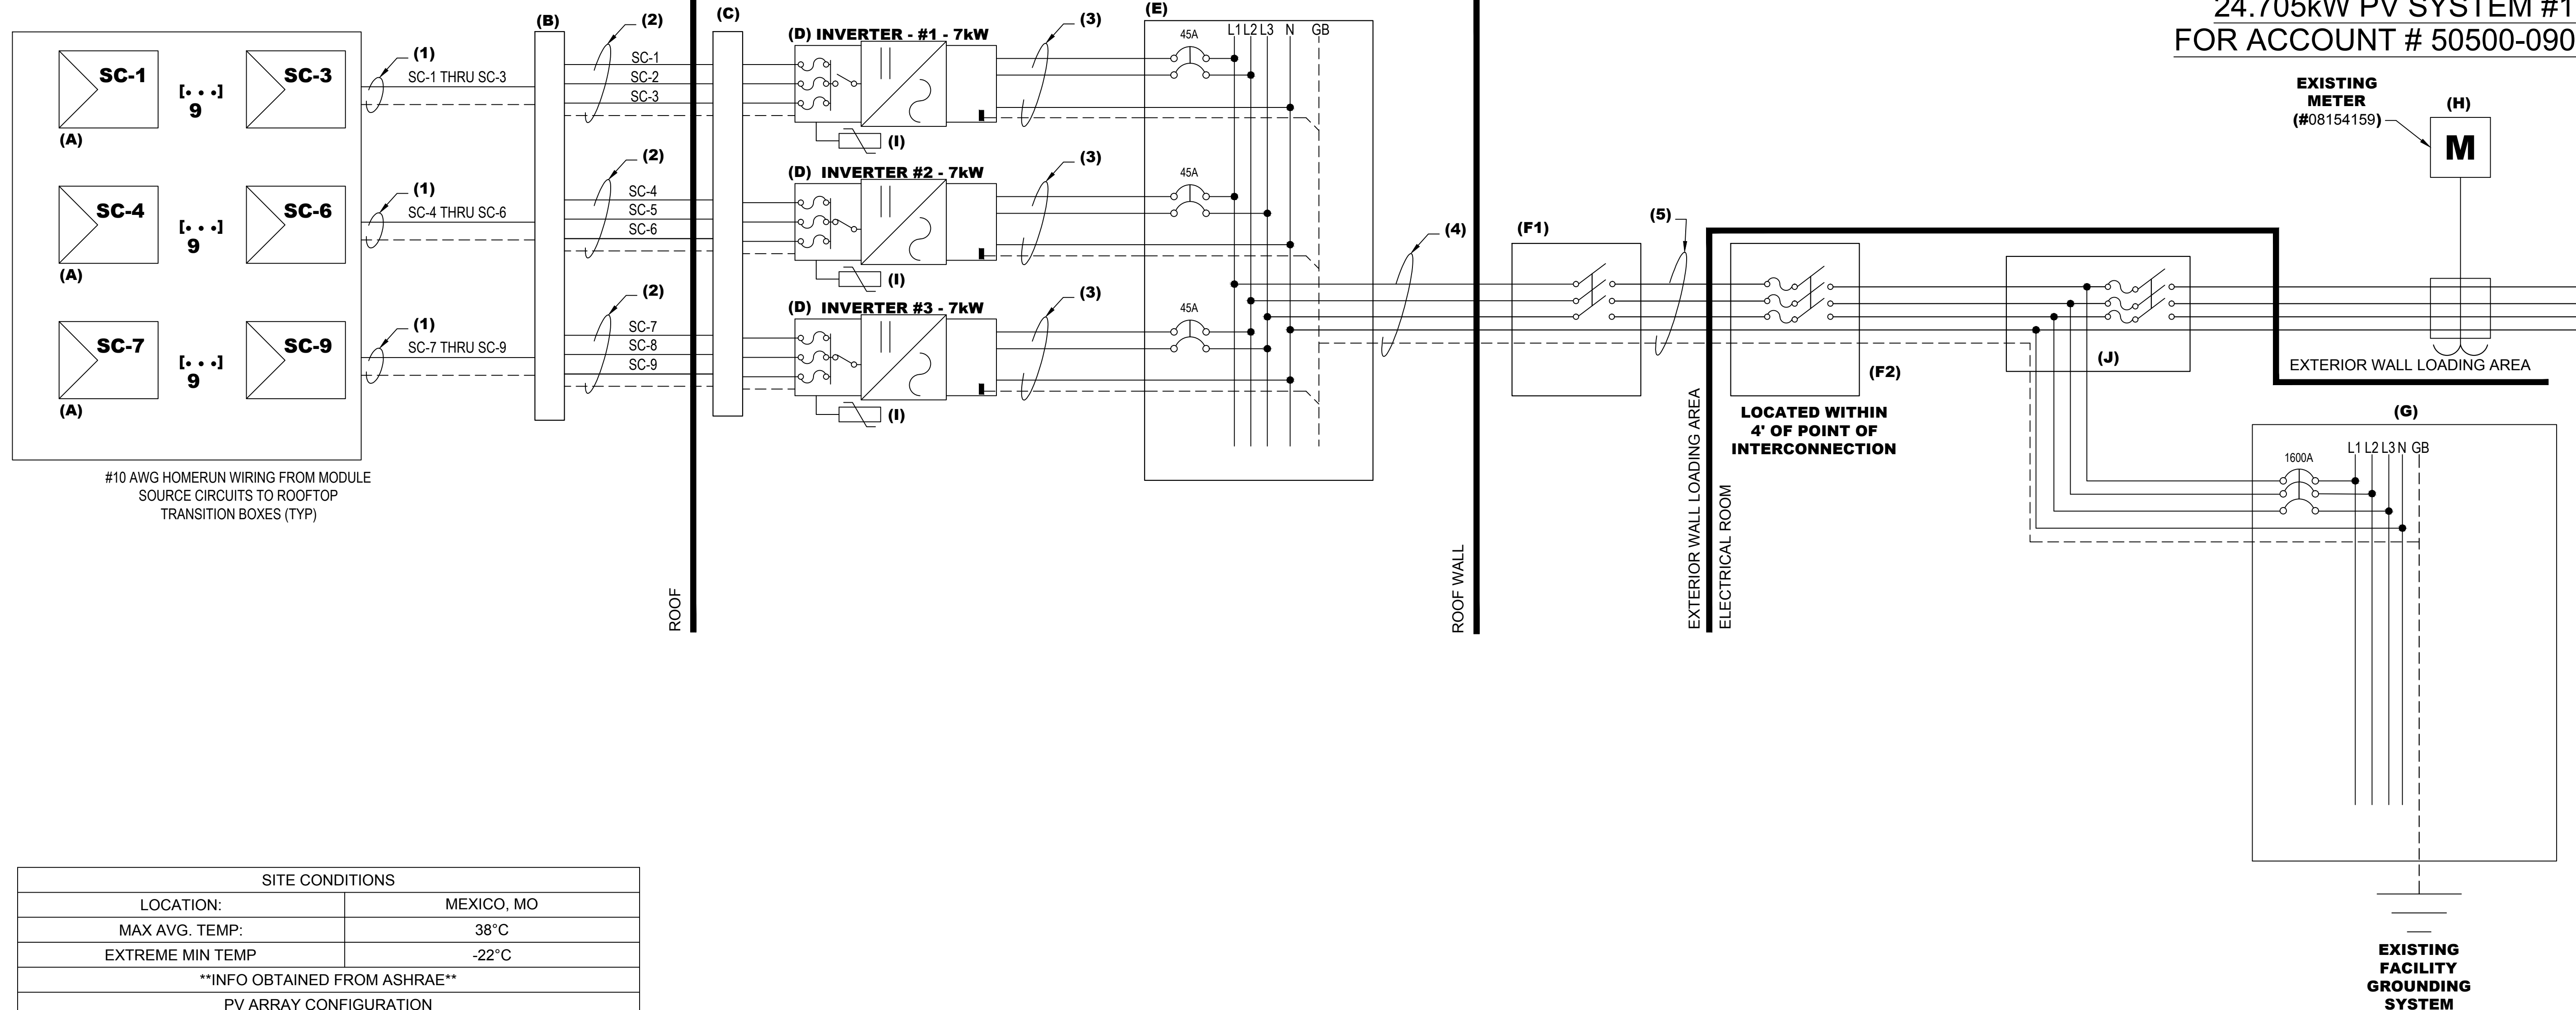 24.705kW PV SYSTEM #1
FOR ACCOUNT # 50500-090
SC-1
[• • •]
9
SC-3
(A)
(1)
SC-1 THRU SC-3
SC-4
[• • •]
9
SC-6
(A)
(1)
SC-4 THRU SC-6
SC-7
[• • •]
9
SC-9
(A)
(1)
SC-7 THRU SC-9
#10 AWG HOMERUN WIRING FROM MODULE
SOURCE CIRCUITS TO ROOFTOP
TRANSITION BOXES (TYP)
(B)
(2)
SC-1
SC-2
SC-3
(2)
SC-4
SC-5
SC-6
(2)
SC-7
SC-8
SC-9
ROOF
(C)
(D) INVERTER - #1 - 7kW
(I)
(3)
(D) INVERTER #2 - 7kW
(I)
(3)
(D) INVERTER #3 - 7kW
(I)
(3)
(E)
L1 L2 L3 N GB
45A
45A
45A
(4)
ROOF WALL
(F1)
(5)
EXTERIOR WALL LOADING AREA
ELECTRICAL ROOM
(F2)
LOCATED WITHIN
4' OF POINT OF
INTERCONNECTION
(J)
EXISTING
METER
(#08154159)
(H)
M
EXTERIOR WALL LOADING AREA
(G)
L1 L2 L3 N GB
1600A
EXISTING
FACILITY
GROUNDING
SYSTEM
SITE CONDITIONS
LOCATION: MEXICO, MO
MAX AVG. TEMP: 38°C
EXTREME MIN TEMP -22°C
**INFO OBTAINED FROM ASHRAE**
PV ARRAY CONFIGURATION